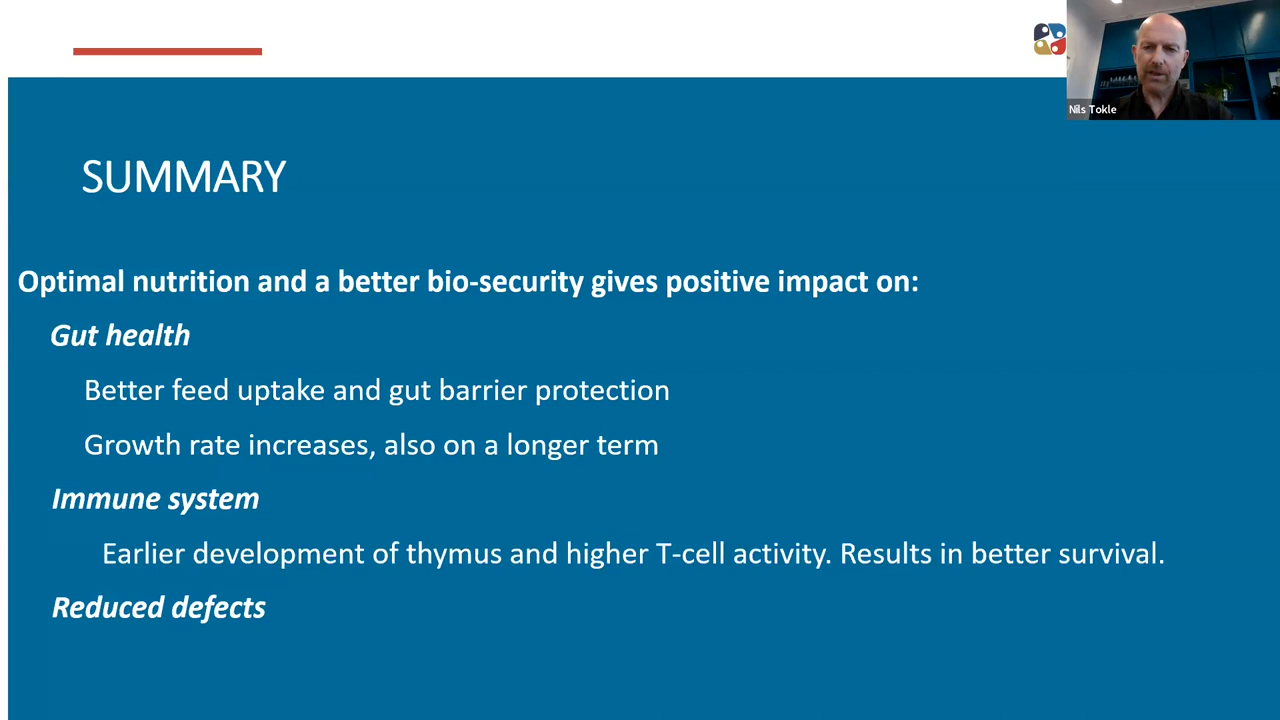 Nils Tokle
SUMMARY
Optimal nutrition and a better bio-security gives positive impact on:
Gut health
Better feed uptake and gut barrier protection
Growth rate increases, also on a longer term
Immune system
Earlier development of thymus and higher T-cell activity. Results in better survival.
Reduced defects